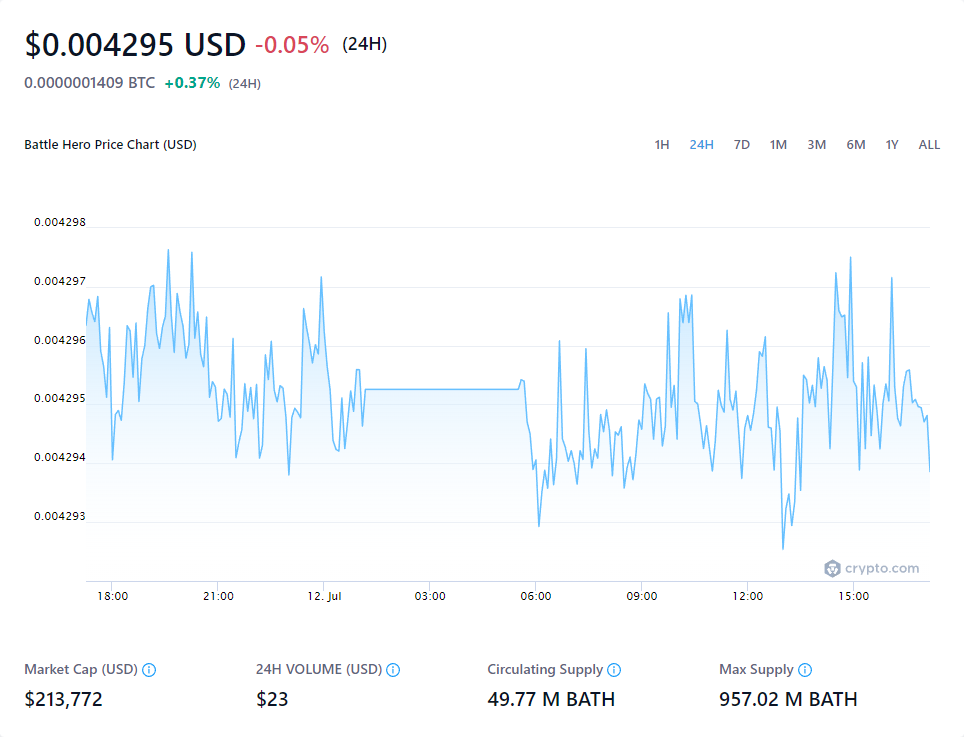 $0.004295 USD -0.05% (24H)
0.0000001409 BTC +0.37% (24H)
Battle Hero Price Chart (USD) 1H 24H 7D 1M 3M 6M 1Y ALL
0.004298
0.004297
0.004296
0.004295
0.004294
0.004293
crypto.com
18:00 21:00 12. Jul 03:00 06:00 09:00 12:00 15:00
Market Cap (USD) 24H VOLUME (USD) Circulating Supply Max Supply
$213,772 $23 49.77 M BATH 957.02 M BATH